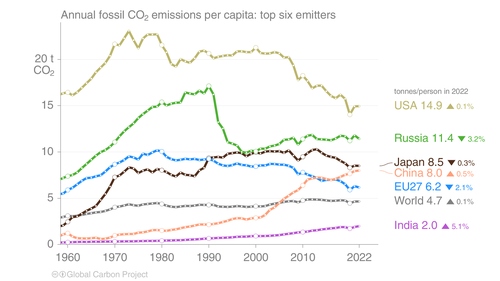 Annual fossil CO₂ emissions per capita: top six emitters
20 t
CO₂
15
10
5
0
1960
1970
1980
1990
2000
2010
2022
tonnes/person in 2022
USA 14.9 ▲ 0.1%
Russia 11.4 ▼ 3.2%
Japan 8.5 ▼ 0.3%
China 8.0 ▲ 0.5%
EU27 6.2 ▼ 2.1%
World 4.7 ▲ 0.1%
India 2.0 ▲ 5.1%
Global Carbon Project